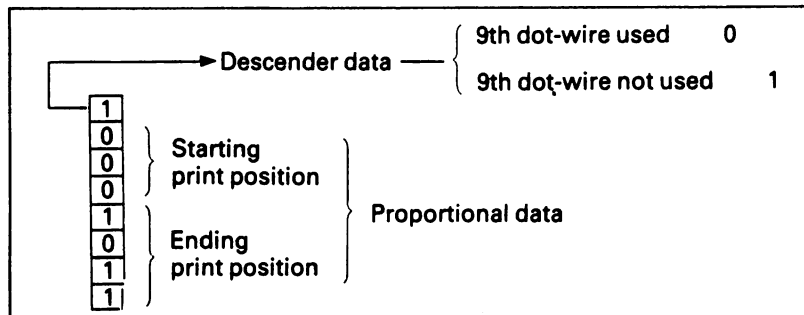 9th dot-wire used 0
Descender data
9th dot-wire not used 1
1
0
0
0
1
0
1
1
Starting
print position
Ending
print position
Proportional data